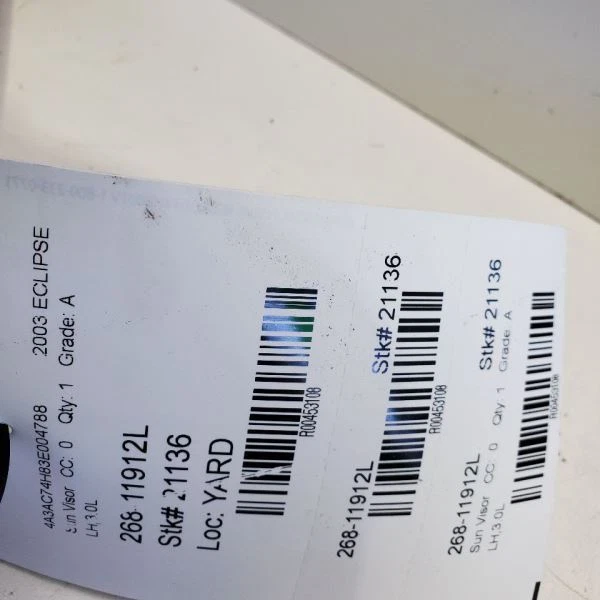 4A3AC74H83E004788 2003 ECLIPSE
Sun Visor CC: 0 Qty: 1 Grade: A
LH,3.0L
268-11912L
Stk# 21136
Loc: YARD
R00453108
268-11912L Stk# 21136
R00453108
268-11912L Stk# 21136
Sun Visor CC: 0 Qty: 1 Grade: A
LH,3.0L
R00453108